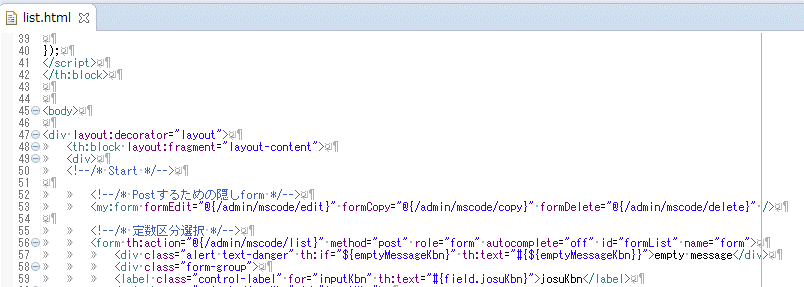 list.html
39
40 });
41 </script>
42 </th:block>
43
44
45 <body>
46
47 <div layout:decorator="layout">
48 <th:block layout:fragment="layout-content">
49 <div>
50 <!--/* Start */-->
51
52 <!--/* Postするための隠しform */-->
53 <my:form formEdit="@{/admin/mscode/edit}" formCopy="@{/admin/mscode/copy}" formDelete="@{/admin/mscode/delete}" />
54
55 <!--/* 定数区分選択 */-->
56 <form th:action="@{/admin/mscode/list}" method="post" role="form" autocomplete="off" id="formList" name="form">
57 <div class="alert text-danger" th:if="${emptyMessageKbn}" th:text="#{${emptyMessageKbn}}">empty message</div>
58 <div class="form-group">
59 <label class="control-label" for="inputKbn" th:text="#{field.josuKbn}">josuKbn</label>